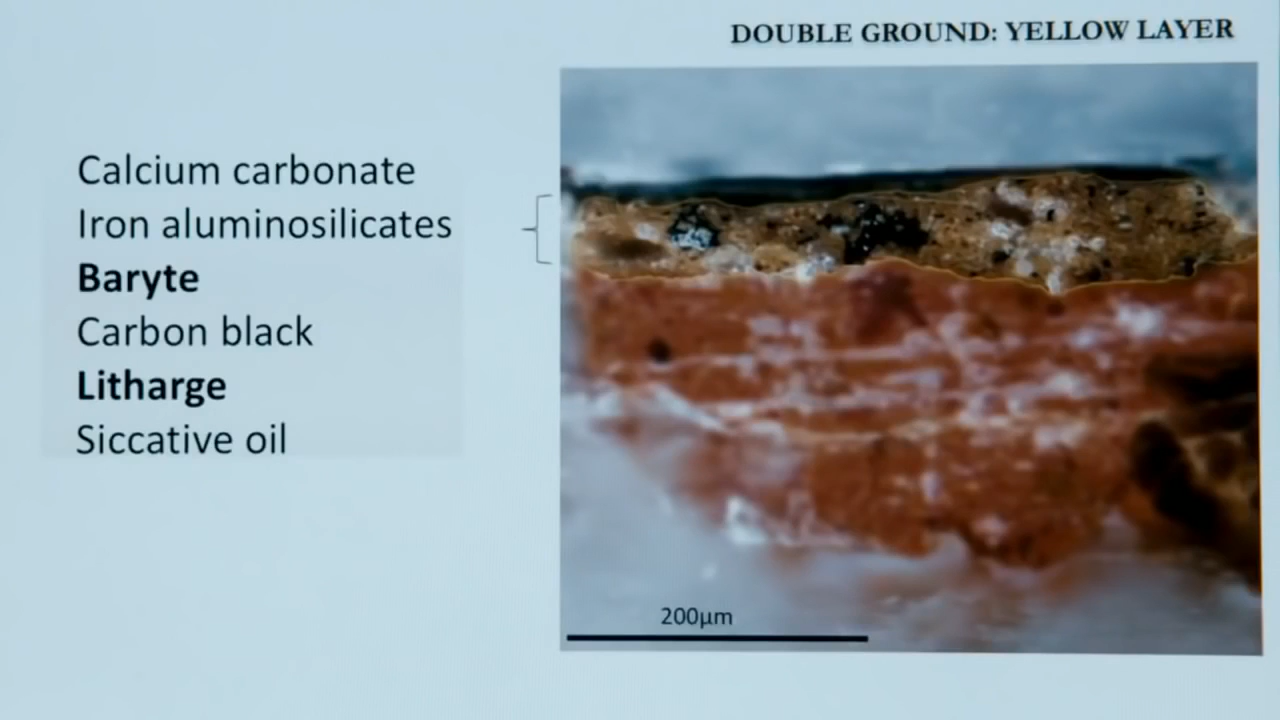 DOUBLE GROUND: YELLOW LAYER
Calcium carbonate
Iron aluminosilicates
Baryte
Carbon black
Litharge
Siccative oil
200µm